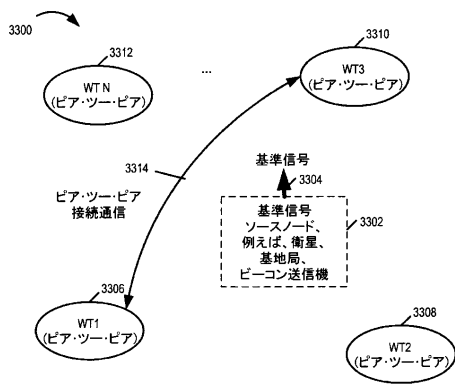 3300
3312
WT N
(ピア・ツー・ピア)
...
3310
WT3
(ピア・ツー・ピア)
3314
ピア・ツー・ピア
接続通信
基準信号
3304
基準信号
ソースノード、
例えば、衛星、
基地局、
ビーコン送信機
3302
3306
WT1
(ピア・ツー・ピア)
3308
WT2
(ピア・ツー・ピア)